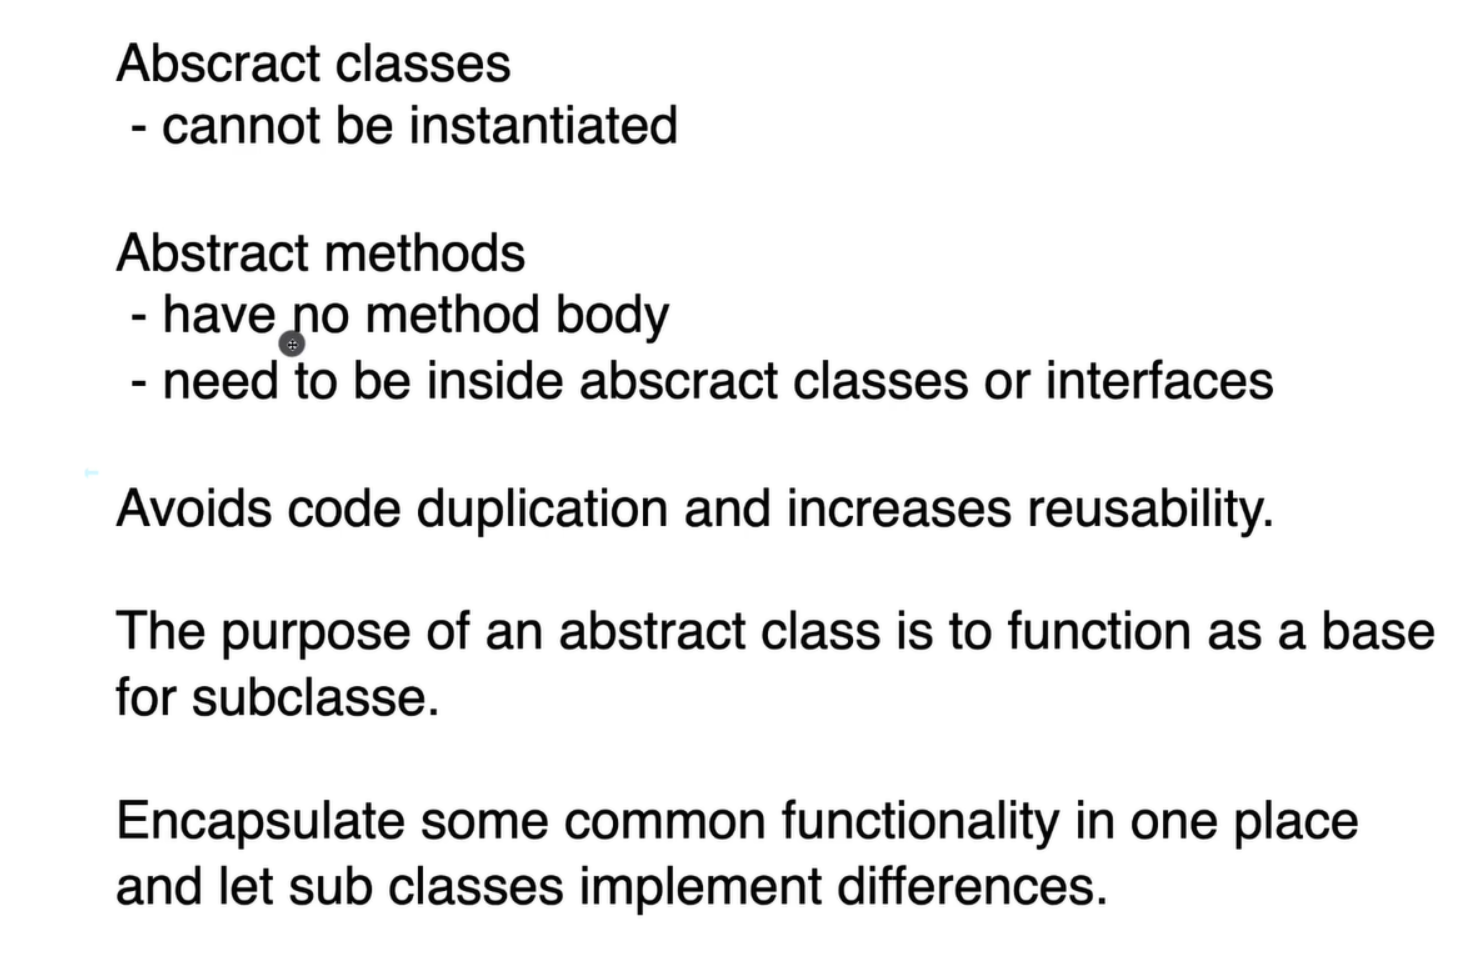 Abscract classes
- cannot be instantiated
Abstract methods
- have no method body
- need to be inside abscract classes or interfaces
Avoids code duplication and increases reusability.
The purpose of an abstract class is to function as a base
for subclasse.
Encapsulate some common functionality in one place
and let sub classes implement differences.